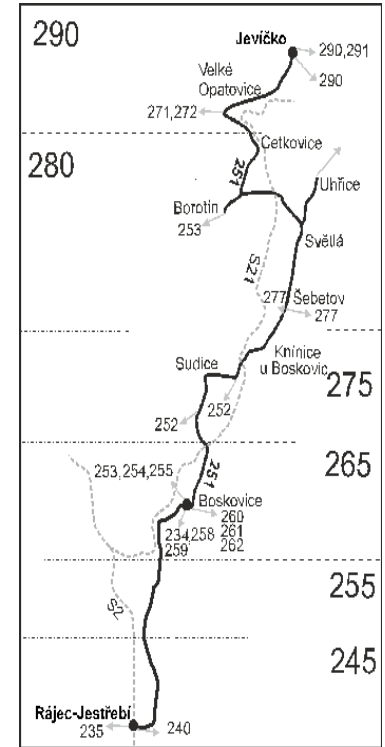 290
Jevíčko
290,291
290
Velké
Opatovice
271,272
Cetkovice
280
251
Uhřice
Borotín
253
Světlá
S21
277
Šebetov
277
Knínice
u Boskovic
Sudice
275
252
252
265
253, 254, 255
251
Boskovice
260
234,258
261
259
262
255
S2
245
Rájec-Jestřebí
235
240